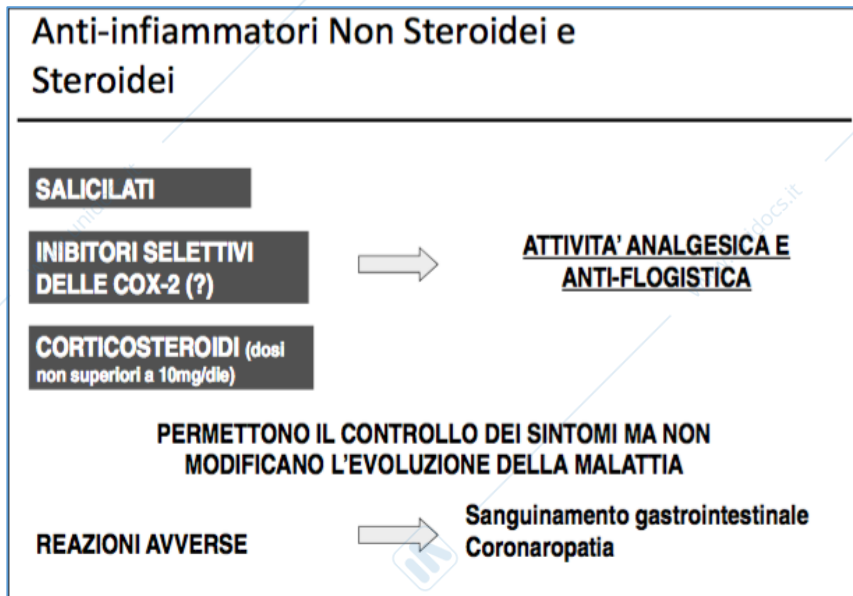 Anti-infiammatori Non Steroidei e
Steroidei
SALICILATI
INIBITORI SELETTIVI
DELLE COX-2 (?)
ATTIVITA' ANALGESICA E
ANTI-FLOGISTICA
CORTICOSTEROIDI (dosi
non superiori a 10mg/die)
PERMETTONO IL CONTROLLO DEI SINTOMI MA NON
MODIFICANO L'EVOLUZIONE DELLA MALATTIA
REAZIONI AVVERSE
Sanguinamento gastrointestinale
Coronaropatia